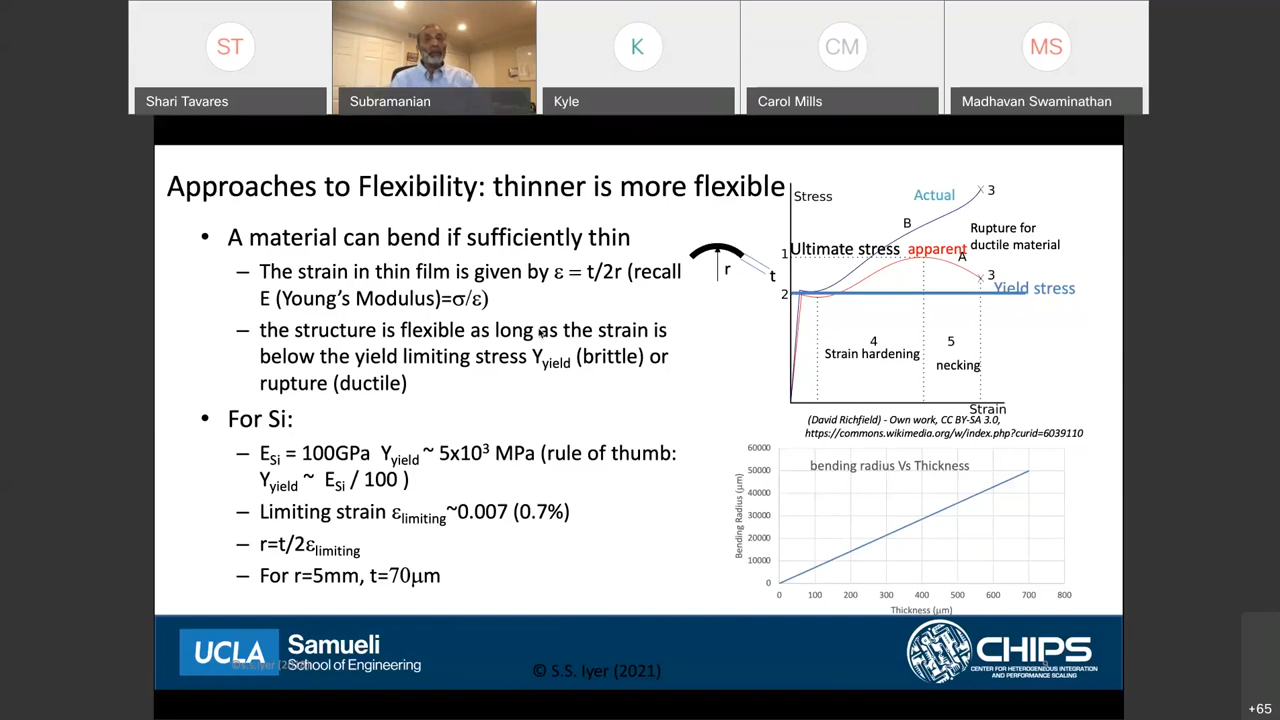 ST
K
CM
MS
Shari Tavares
Subramanian
Kyle
Carol Mills
Madhavan Swaminathan
Approaches to Flexibility: thinner is more flexible
• A material can bend if sufficiently thin
– The strain in thin film is given by ε = t/2r (recall
E (Young's Modulus)=σ/ε)
– the structure is flexible as long as the strain is
below the yield limiting stress Yyield (brittle) or
rupture (ductile)
• For Si:
– ESi = 100GPa Yyield ~ 5x10³ MPa (rule of thumb:
Yyield ~ ESi / 100 )
– Limiting strain εlimiting~0.007 (0.7%)
– r=t/2εlimiting
– For r=5mm, t=70μm
r
t
Stress
Actual
3
B
Rupture for
ductile material
1
Ultimate stress
apparent
A
3
2
Yield stress
4
Strain hardening
5
necking
Strain
(David Richfield) - Own work, CC BY-SA 3.0,
https://commons.wikimedia.org/w/index.php?curid=6039110
bending radius Vs Thickness
Bending Radius (μm)
60000
50000
40000
30000
20000
10000
0
0 100 200 300 400 500 600 700 800
Thickness (μm)
UCLA
Samueli
School of Engineering
© S.S. Iyer (2021)
CHIPS
CENTER FOR HETEROGENEOUS INTEGRATION
AND PERFORMANCE SCALING
9
+65